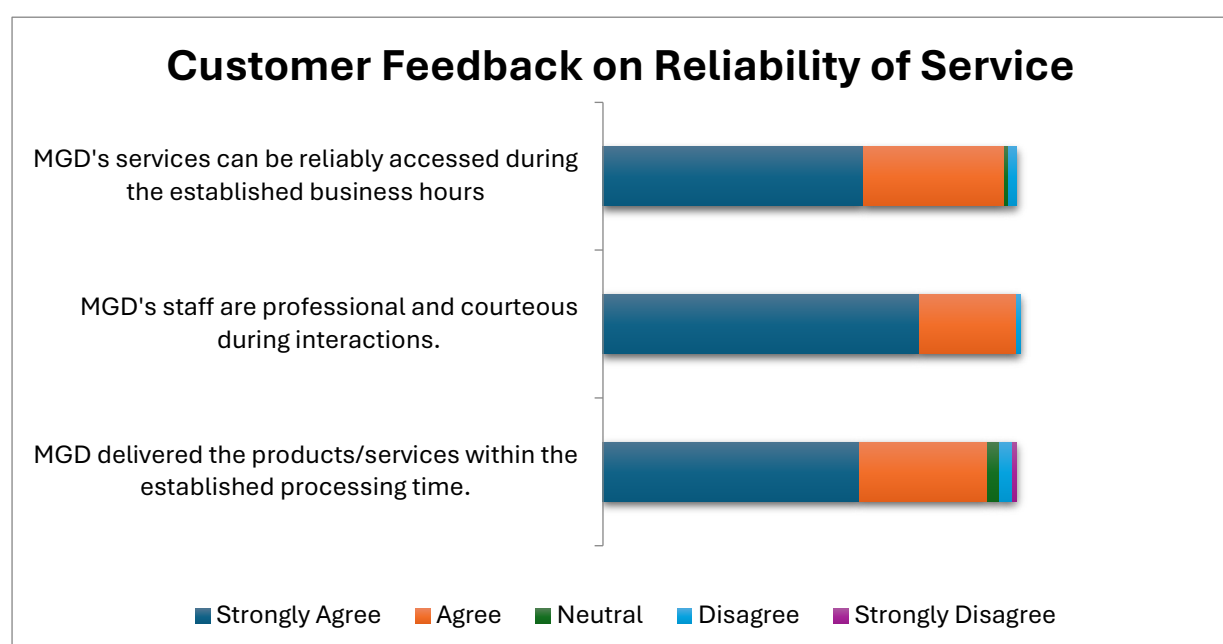 Customer Feedback on Reliability of Service
MGD's services can be reliably accessed during
the established business hours
MGD's staff are professional and courteous
during interactions.
MGD delivered the products/services within the
established processing time.
Strongly Agree
Agree
Neutral
Disagree
Strongly Disagree